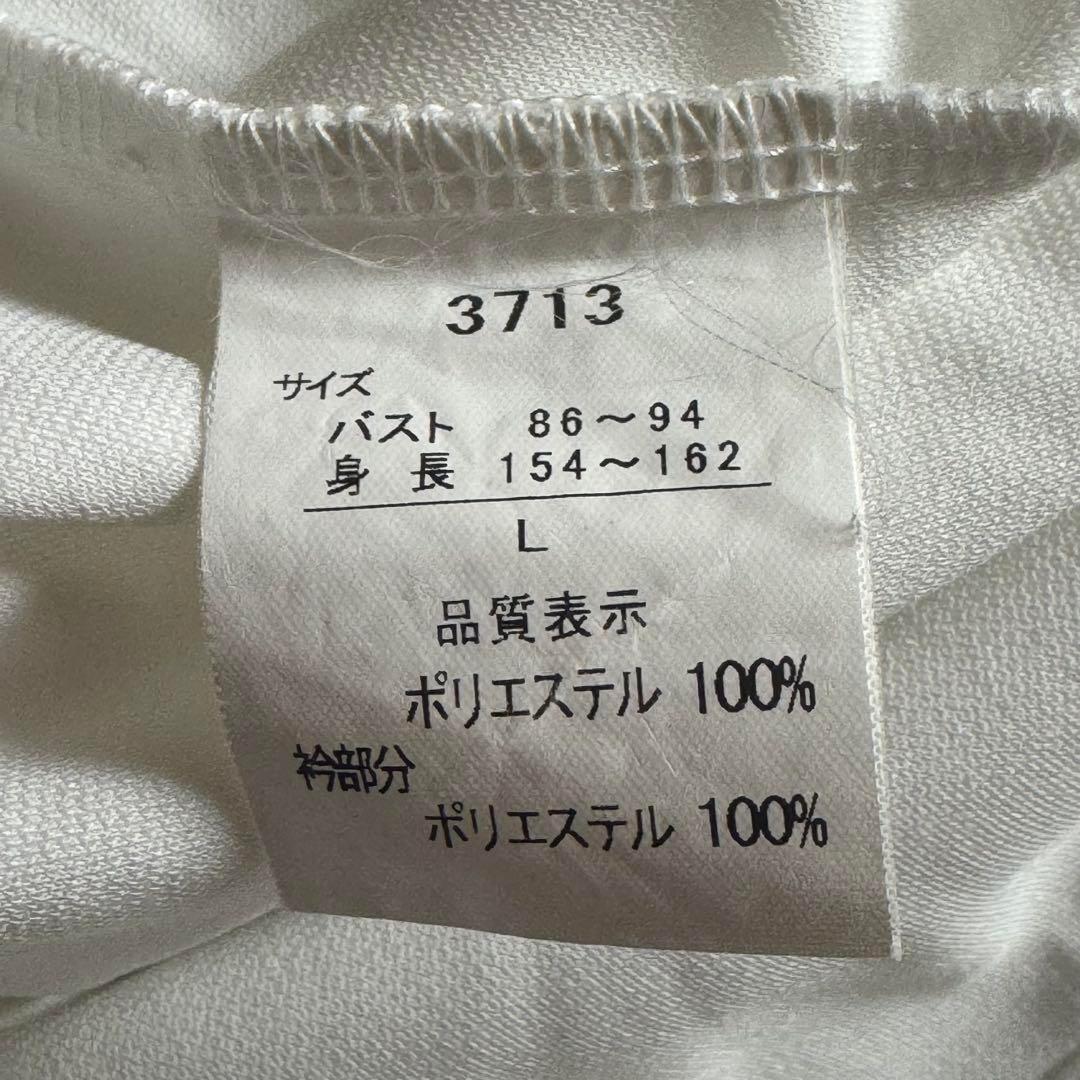 3713
サイズ
バスト 86～94
身長 154～162
L
品質表示
ポリエステル 100%
衿部分
ポリエステル 100%